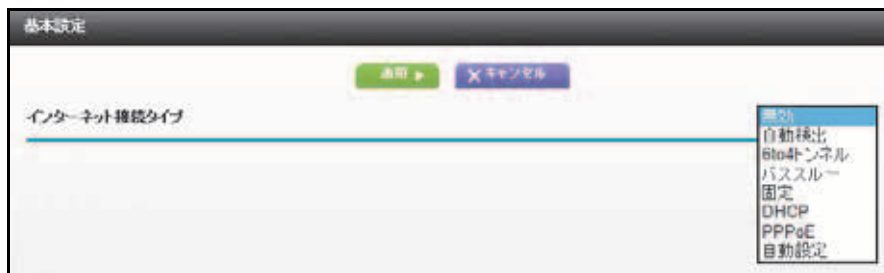 基本設定
適用
キャンセル
インターネット接続タイプ
無効
自動検出
6to4トンネル
パススルー
固定
DHCP
PPPoE
自動設定